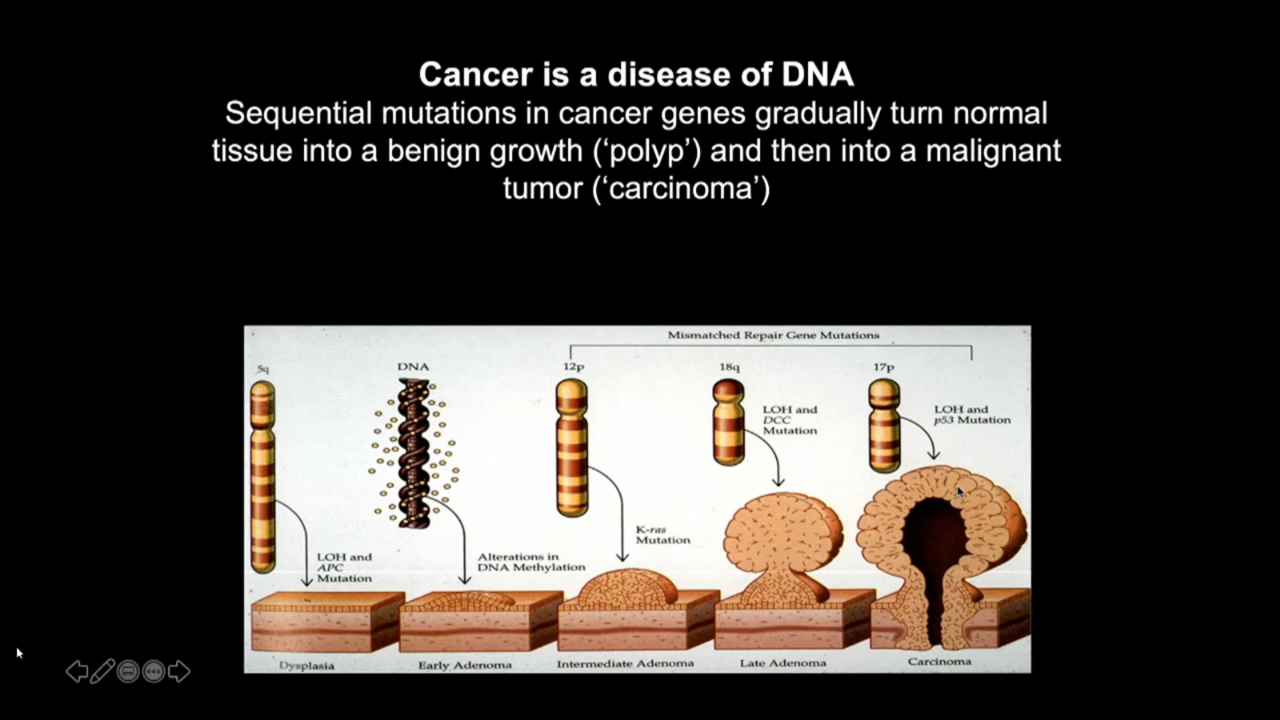 Cancer is a disease of DNA
Sequential mutations in cancer genes gradually turn normal
tissue into a benign growth (‘polyp’) and then into a malignant
tumor (‘carcinoma’)
Mismatched Repair Gene Mutations
5q
DNA
12p
18q
17p
LOH and
DCC
Mutation
LOH and
p53 Mutation
K-ras
Mutation
LOH and
APC
Mutation
Alterations in
DNA Methylation
Dysplasia
Early Adenoma
Intermediate Adenoma
Late Adenoma
Carcinoma